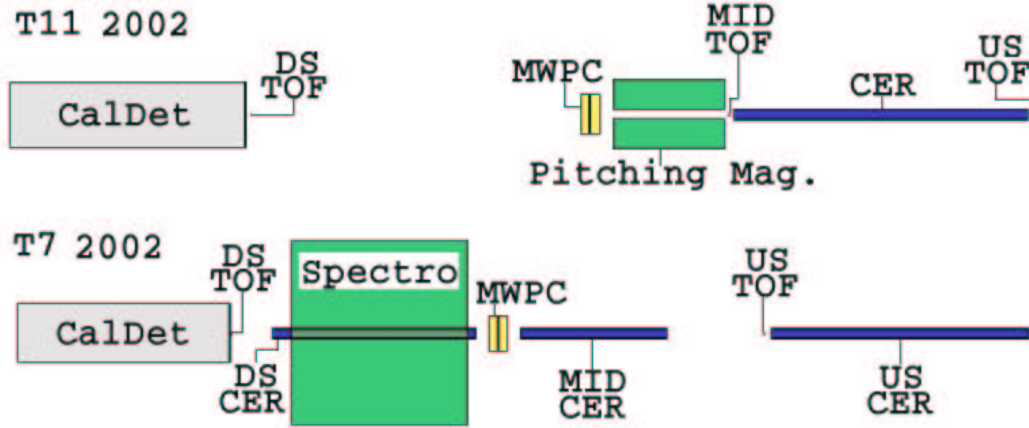 T11 2002
CalDet
DS
TOF
MWPC
MID
TOF
CER
US
TOF
Pitching Mag.
T7 2002
CalDet
DS
TOF
DS
CER
Spectro
MWPC
MID
CER
US
TOF
US
CER